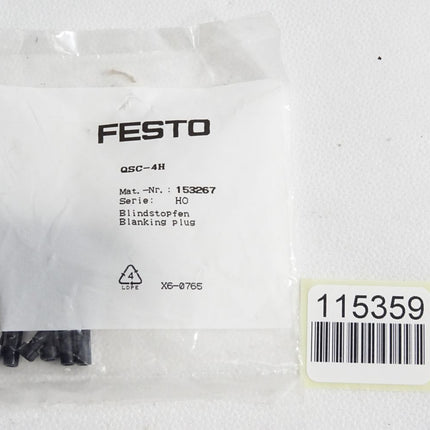 FESTO
QSC-4H
Mat.-Nr.: 153267
Serie: HO
Blindstopfen
Blanking plug
4
LDPE
X6-0765
115359